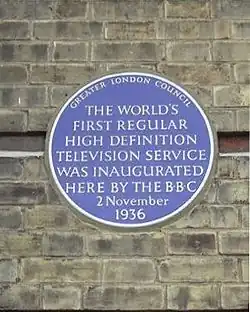 GREATER LONDON COUNCIL
THE WORLD'S
FIRST REGULAR
HIGH DEFINITION
TELEVISION SERVICE
WAS INAUGURATED
HERE BY THE BBC
2 November
1936